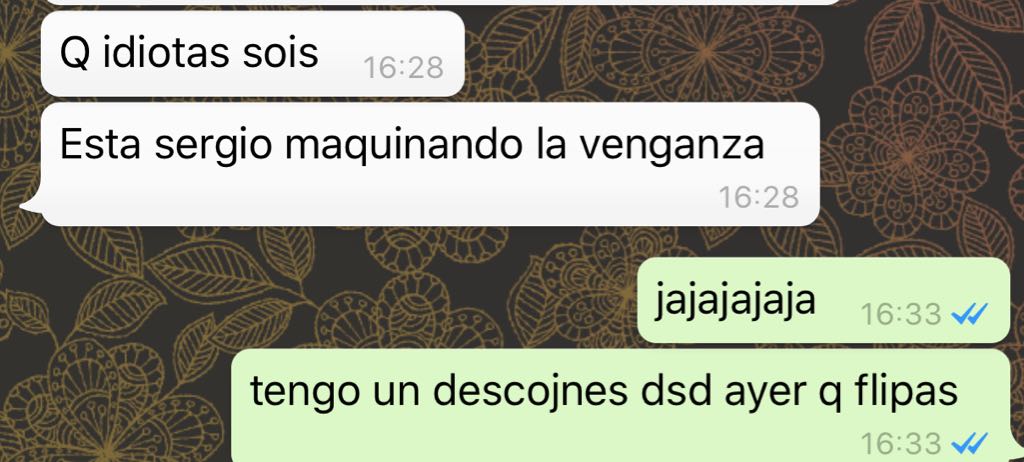 Q idiotas sois 16:28
Esta sergio maquinando la venganza
16:28
jajajajaja 16:33
tengo un descojnes dsd ayer q flipas
16:33